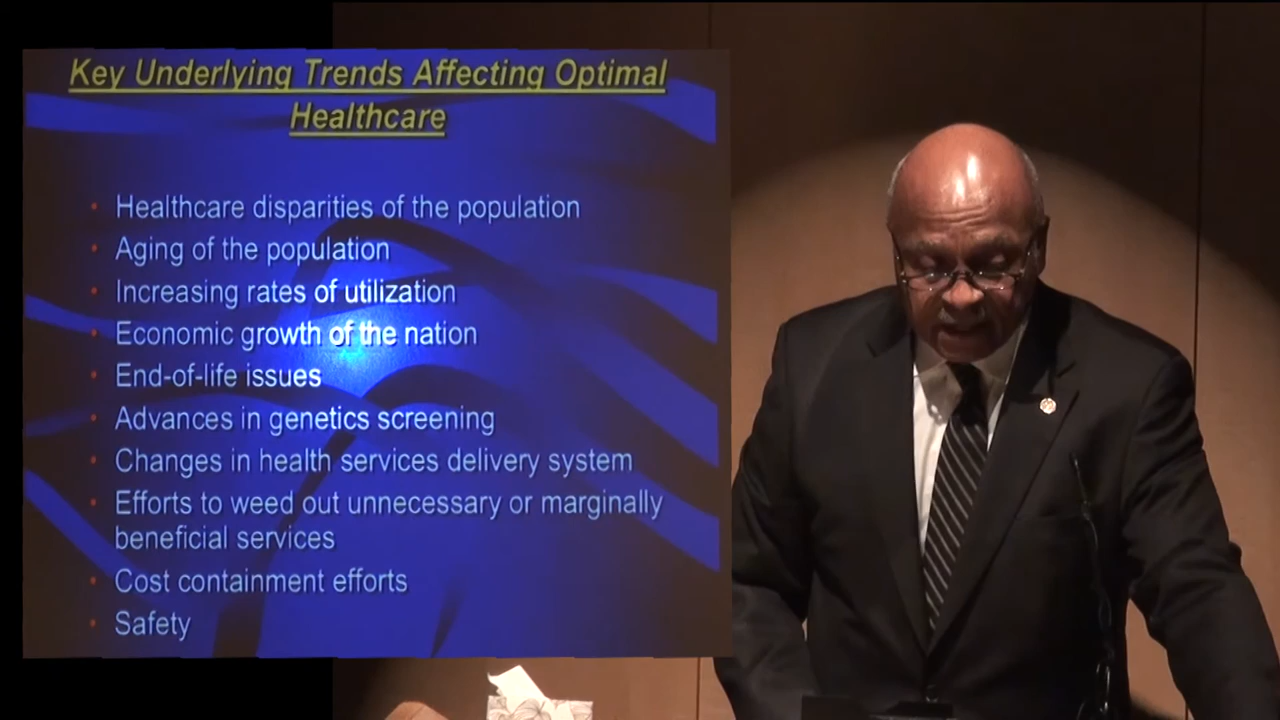 Key Underlying Trends Affecting Optimal
Healthcare
• Healthcare disparities of the population
• Aging of the population
• Increasing rates of utilization
• Economic growth of the nation
• End-of-life issues
• Advances in genetics screening
• Changes in health services delivery system
• Efforts to weed out unnecessary or marginally
beneficial services
• Cost containment efforts
• Safety